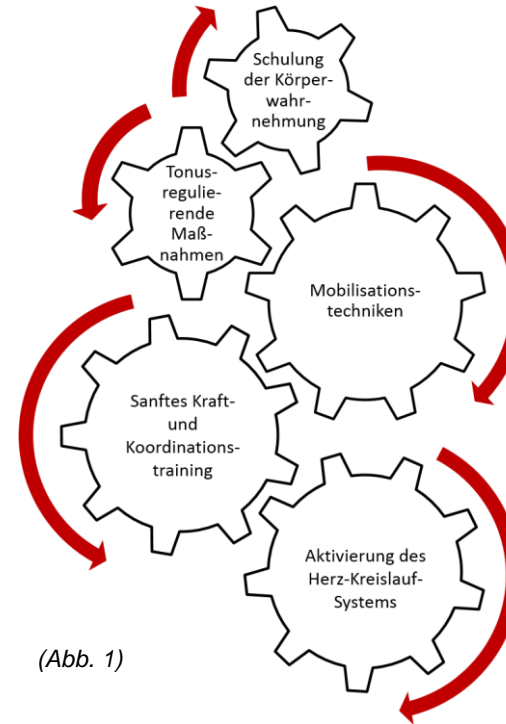 Schulung
der Körper-
wahr-
nehmung
Tonus-
regulie-
rende
Maß-
nahmen
Mobilisations-
techniken
Sanftes Kraft-
und
Koordinations-
training
Aktivierung des
Herz-Kreislauf-
Systems
(Abb. 1)